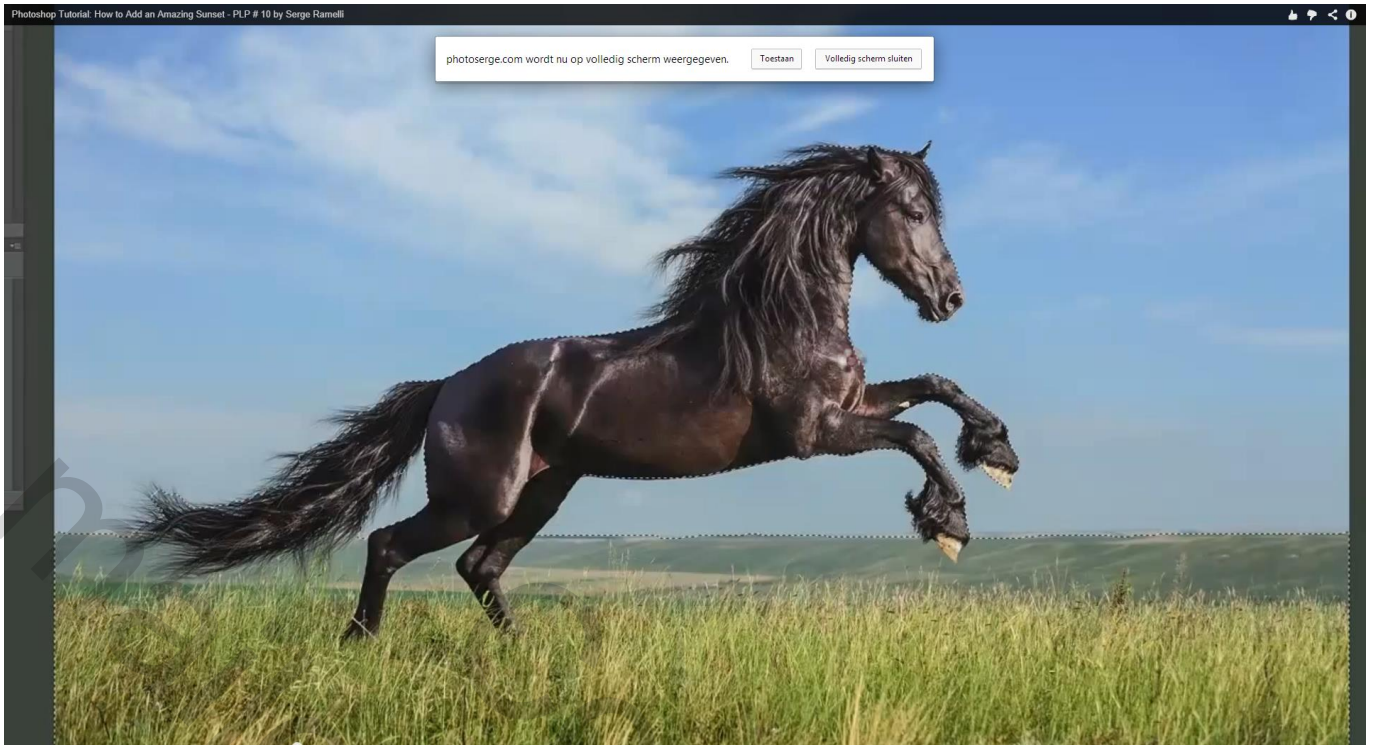 Photoshop Tutorial: How to Add an Amazing Sunset - PLP # 10 by Serge Ramelli
photoserge.com wordt nu op volledig scherm weergegeven. Toestaan Volledig scherm sluiten